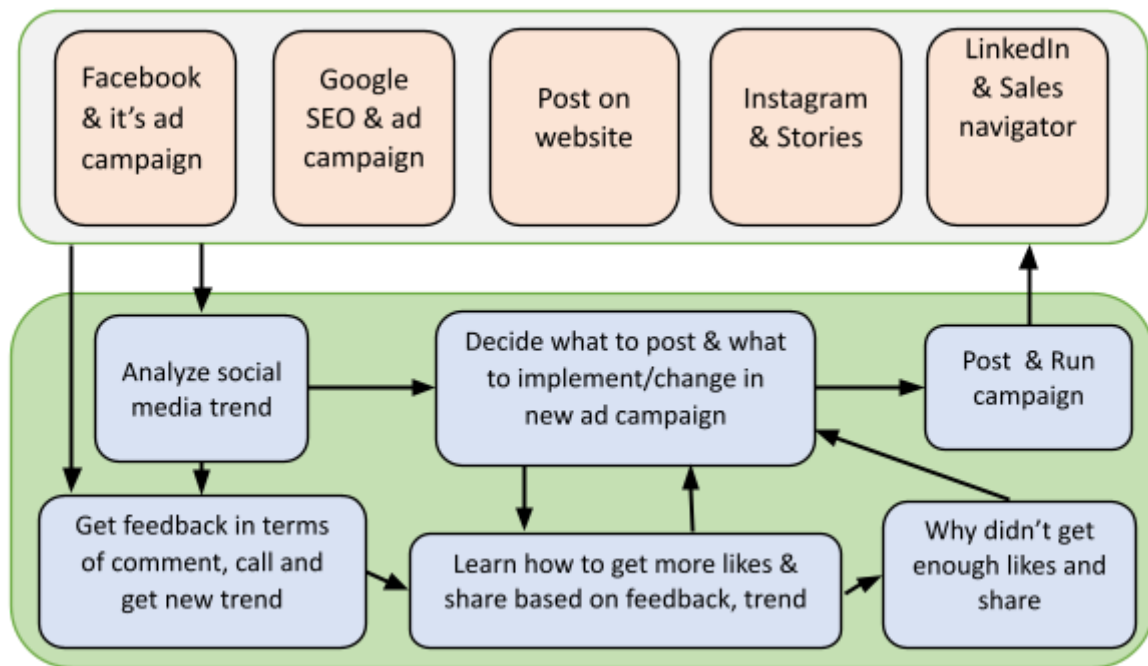 Facebook
& it's ad
campaign
Google
SEO & ad
campaign
Post on
website
Instagram
& Stories
LinkedIn
& Sales
navigator
Analyze social
media trend
Decide what to post & what
to implement/change in
new ad campaign
Post & Run
campaign
Get feedback in terms
of comment, call and
get new trend
Learn how to get more likes &
share based on feedback, trend
Why didn't get
enough likes and
share